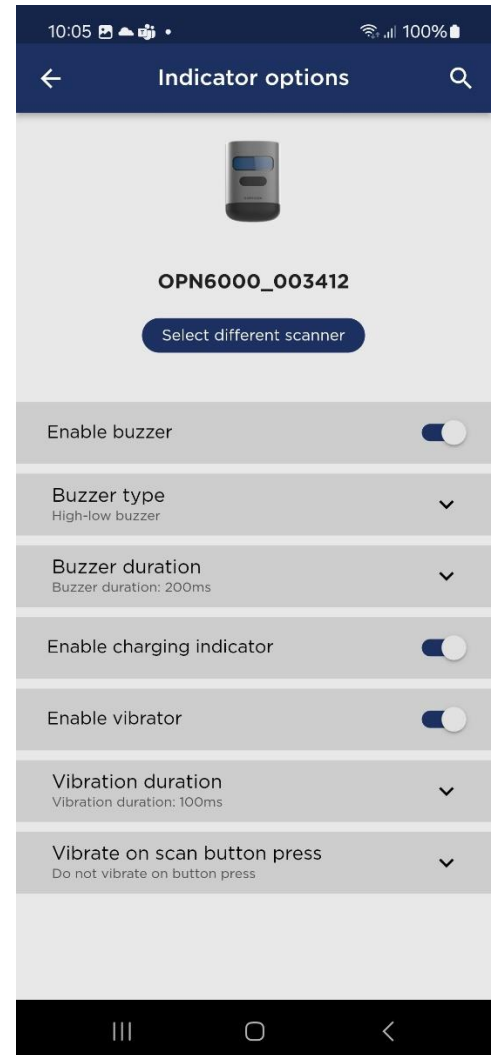 10:05
100%
Indicator options
OPN6000_003412
Select different scanner
Enable buzzer
Buzzer type
High-low buzzer
Buzzer duration
Buzzer duration: 200ms
Enable charging indicator
Enable vibrator
Vibration duration
Vibration duration: 100ms
Vibrate on scan button press
Do not vibrate on button press